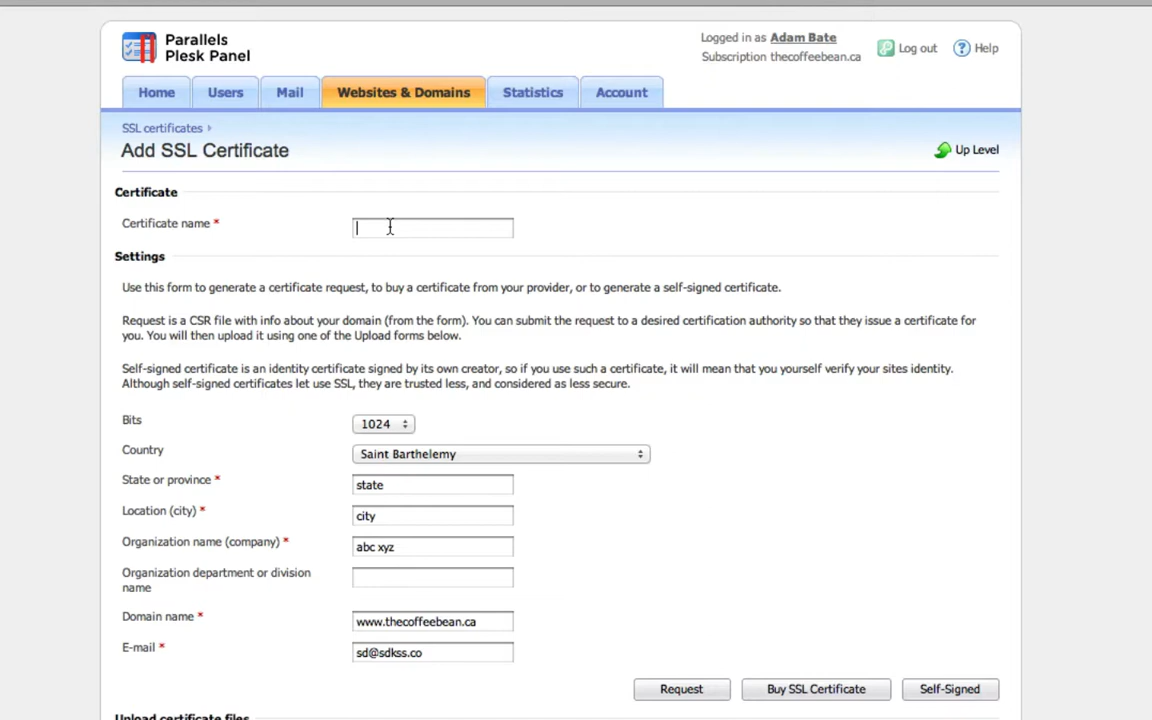 Parallels
Plesk Panel
Logged in as Adam Bate
Subscription thecoffeebean.ca
Log out
? Help
Home
Users
Mail
Websites & Domains
Statistics
Account
SSL certificates
Add SSL Certificate
Up Level
Certificate
Certificate name *
Settings
Use this form to generate a certificate request, to buy a certificate from your provider, or to generate a self-signed certificate.
Request is a CSR file with info about your domain (from the form). You can submit the request to a desired certification authority so that they issue a certificate for
you. You will then upload it using one of the Upload forms below.
Self-signed certificate is an identity certificate signed by its own creator, so if you use such a certificate, it will mean that you yourself verify your sites identity.
Although self-signed certificates let use SSL, they are trusted less, and considered as less secure.
Bits
1024
Country
Saint Barthelemy
State or province *
state
Location (city) *
city
Organization name (company) *
abc xyz
Organization department or division
name
Domain name *
www.thecoffeebean.ca
E-mail *
sd@sdkss.co
Request
Buy SSL Certificate
Self-Signed
Upload certificate files